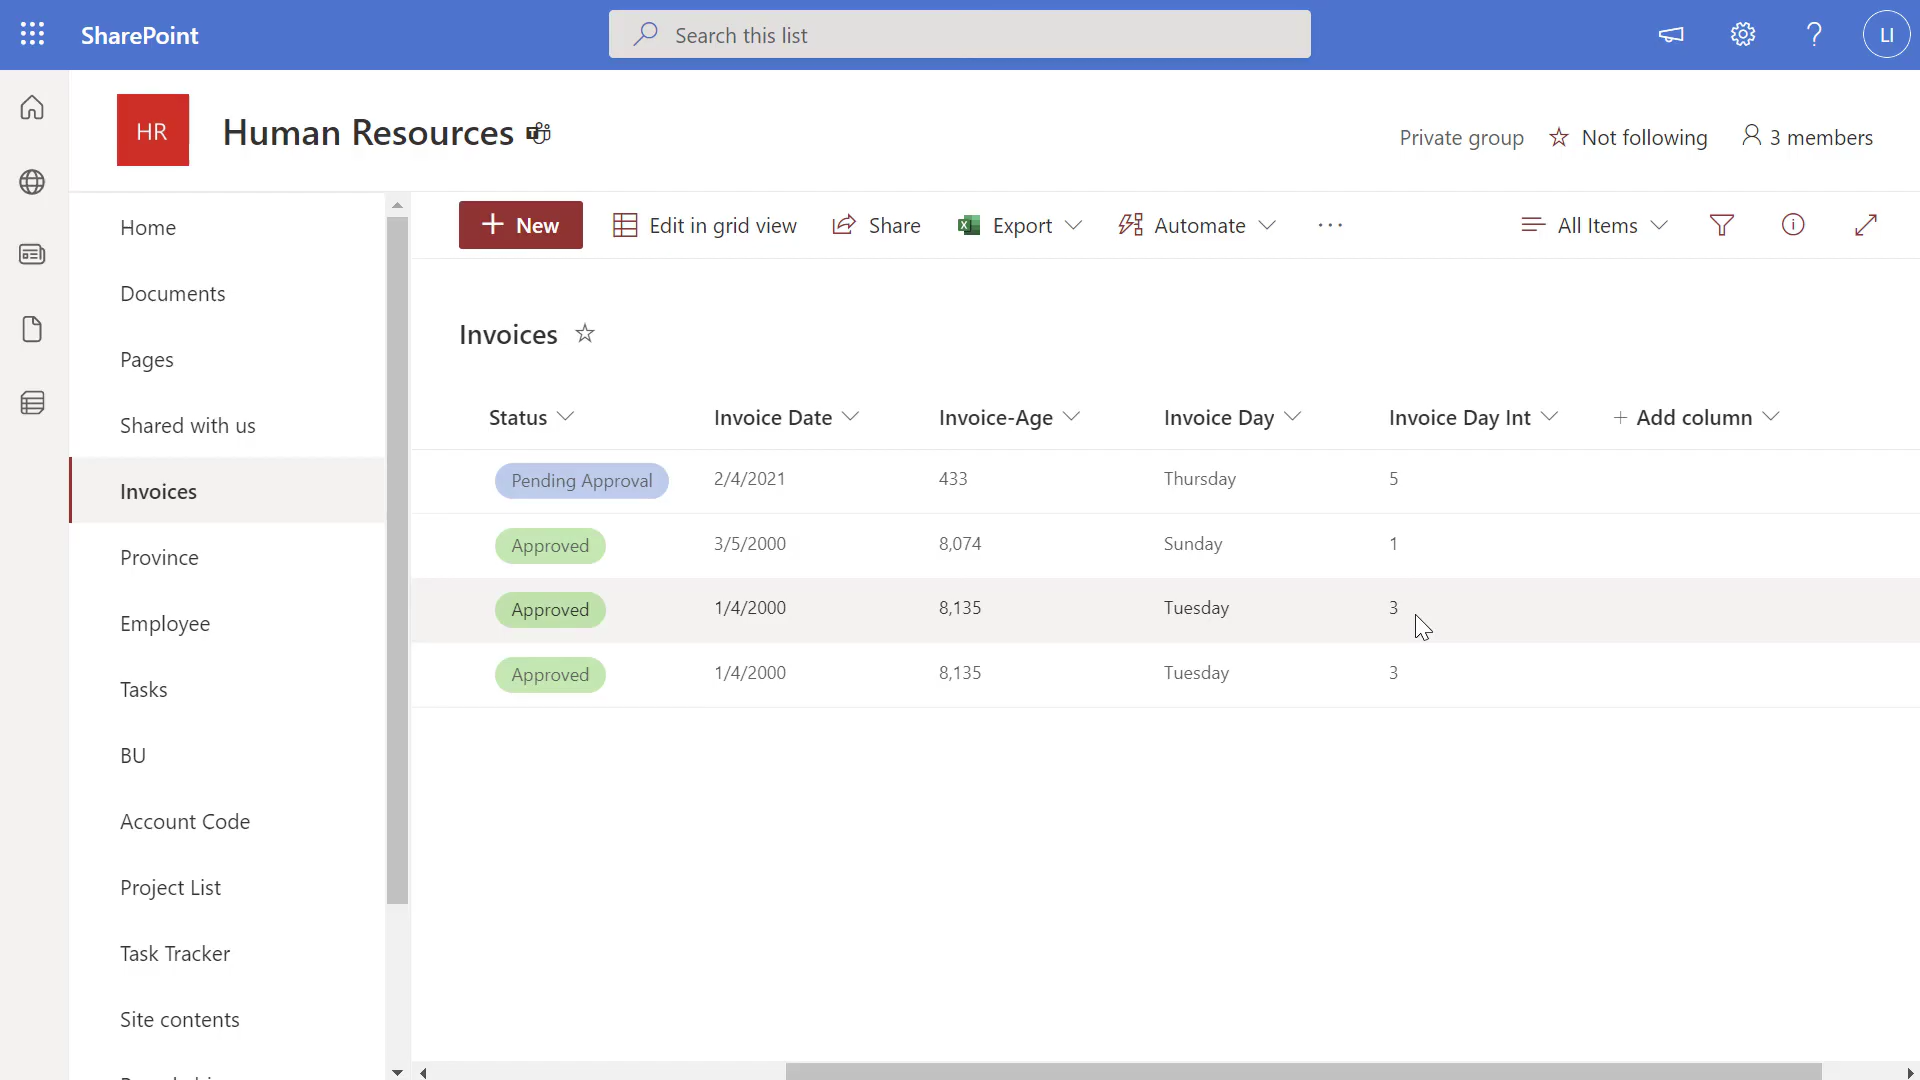 SharePoint
Search this list
LI
HR
Human Resources
Private group
Not following
3 members
Home
Documents
Pages
Shared with us
Invoices
Province
Employee
Tasks
BU
Account Code
Project List
Task Tracker
Site contents
New
Edit in grid view
Share
Export
Automate
All Items
Invoices
Status Invoice Date Invoice-Age Invoice Day Invoice Day Int + Add column
Pending Approval 2/4/2021 433 Thursday 5
Approved 3/5/2000 8,074 Sunday 1
Approved 1/4/2000 8,135 Tuesday 3
Approved 1/4/2000 8,135 Tuesday 3